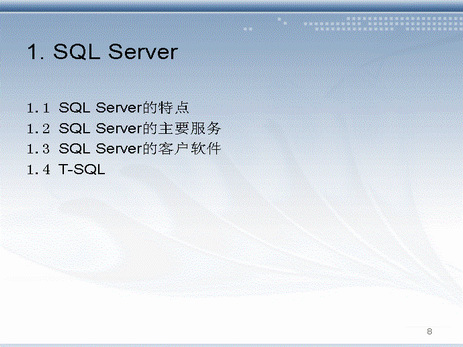 1. SQL Server
1.1 SQL Server的特点
1.2 SQL Server的主要服务
1.3 SQL Server的客户软件
1.4 T-SQL
8